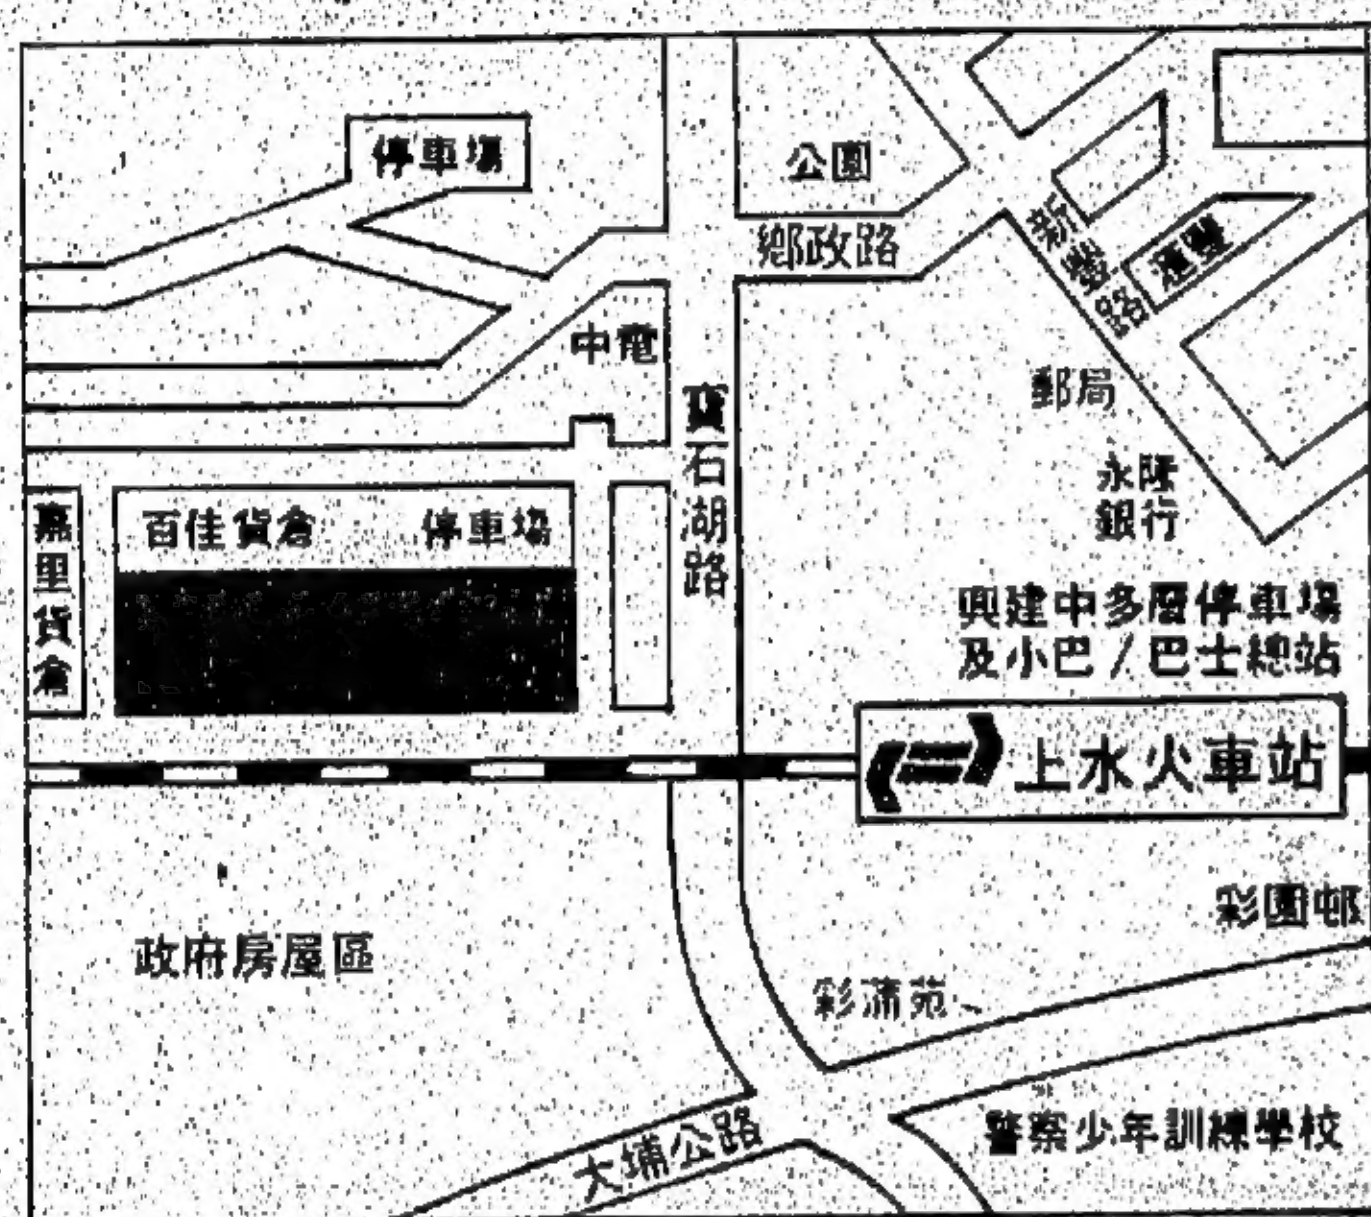 停車場
公園
鄉政路
新發路
滙豐
中電
郵局
寶石湖路
永隆
銀行
嘉里貨倉
百佳貨倉
停車場
興建中多層停車場
及小巴/巴士總站
上水火車站
彩園邨
政府房屋區
彩蒲苑
大埔公路
警察少年訓練學校